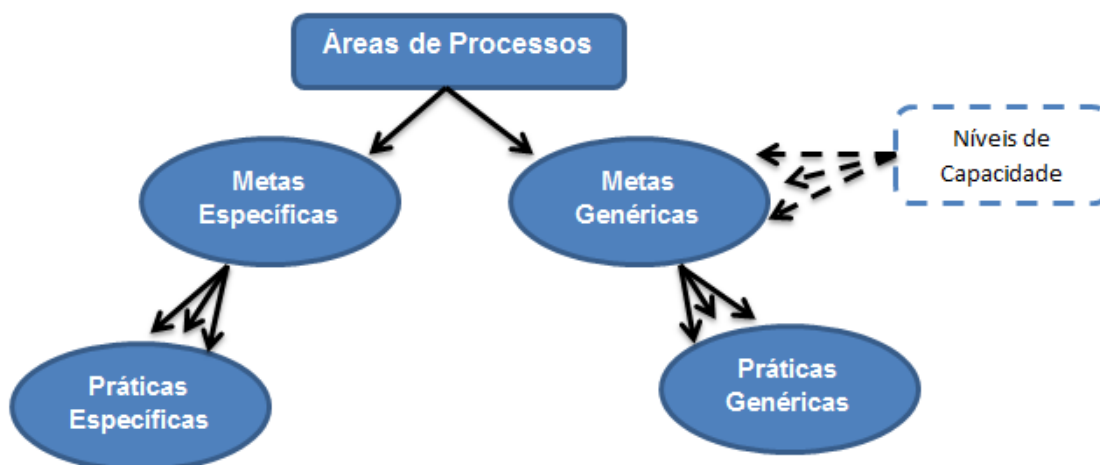 Áreas de Processos
Níveis de
Capacidade
Metas
Específicas
Metas
Genéricas
Práticas
Específicas
Práticas
Genéricas